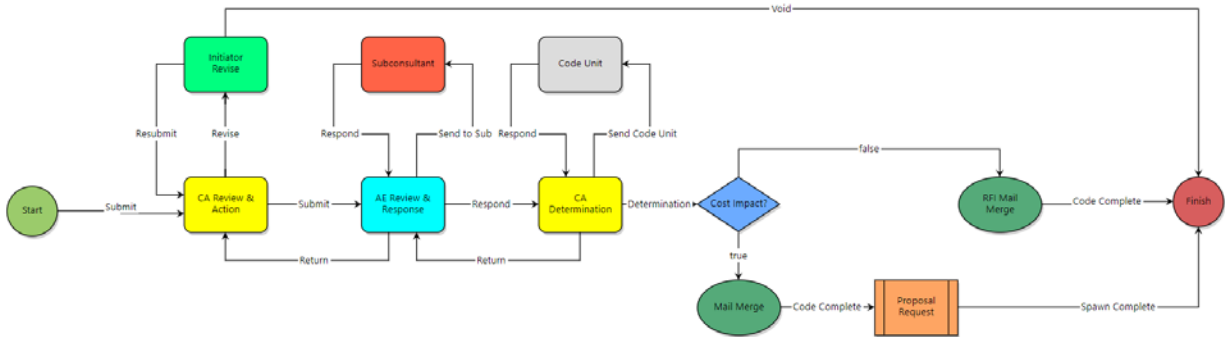 Void
Initiator
Revise
Subconsultant
Code Unit
Resubmit
Revise
Respond
Send to Sub
Respond
Send Code Unit
false
Start
Submit
CA Review &
Action
Submit
AE Review &
Response
Respond
CA
Determination
Determination
Cost Impact?
RFI Mail
Merge
Code Complete
Finish
Return
Return
true
Mail Merge
Code Complete
Proposal
Request
Spawn Complete